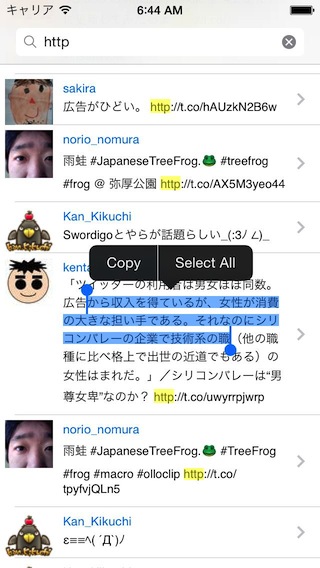 キャリア 6:44 AM
http
sakira
広告がひどい。 http://t.co/hAUzkN2B6w
norio_nomura
雨蛙 #JapaneseTreeFrog.🐸 #treefrog
#frog @ 弥厚公園 http://t.co/AX5M3yeo44
Kan_Kikuchi
Swordigoとやらが話題らしい_(:3ﾉ ∠)_
kenta
Copy Select All
「ツイッターの利用者は男女ほぼ同数。
広告から収入を得ているが、女性が消費
の大きな担い手である。それなのにシリ
コンバレーの企業で技術系の職（他の職
種に比べ格上で出世の近道でもある）の
女性はまれだ。」／シリコンバレーは“男
尊女卑”なのか？ http://t.co/uwyrrpjwrp
norio_nomura
雨蛙 #JapaneseTreeFrog.🐸 #TreeFrog
#frog #macro #olloclip http://t.co/
tpyfvjQLn5
Kan_Kikuchi
ε≡≡ﾍ( ´Д`)ﾉ